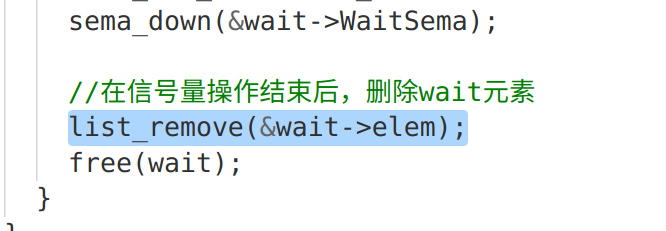 sema_down(&wait->WaitSema);
//在信号量操作结束后，删除wait元素
list_remove(&wait->elem);
free(wait);
}